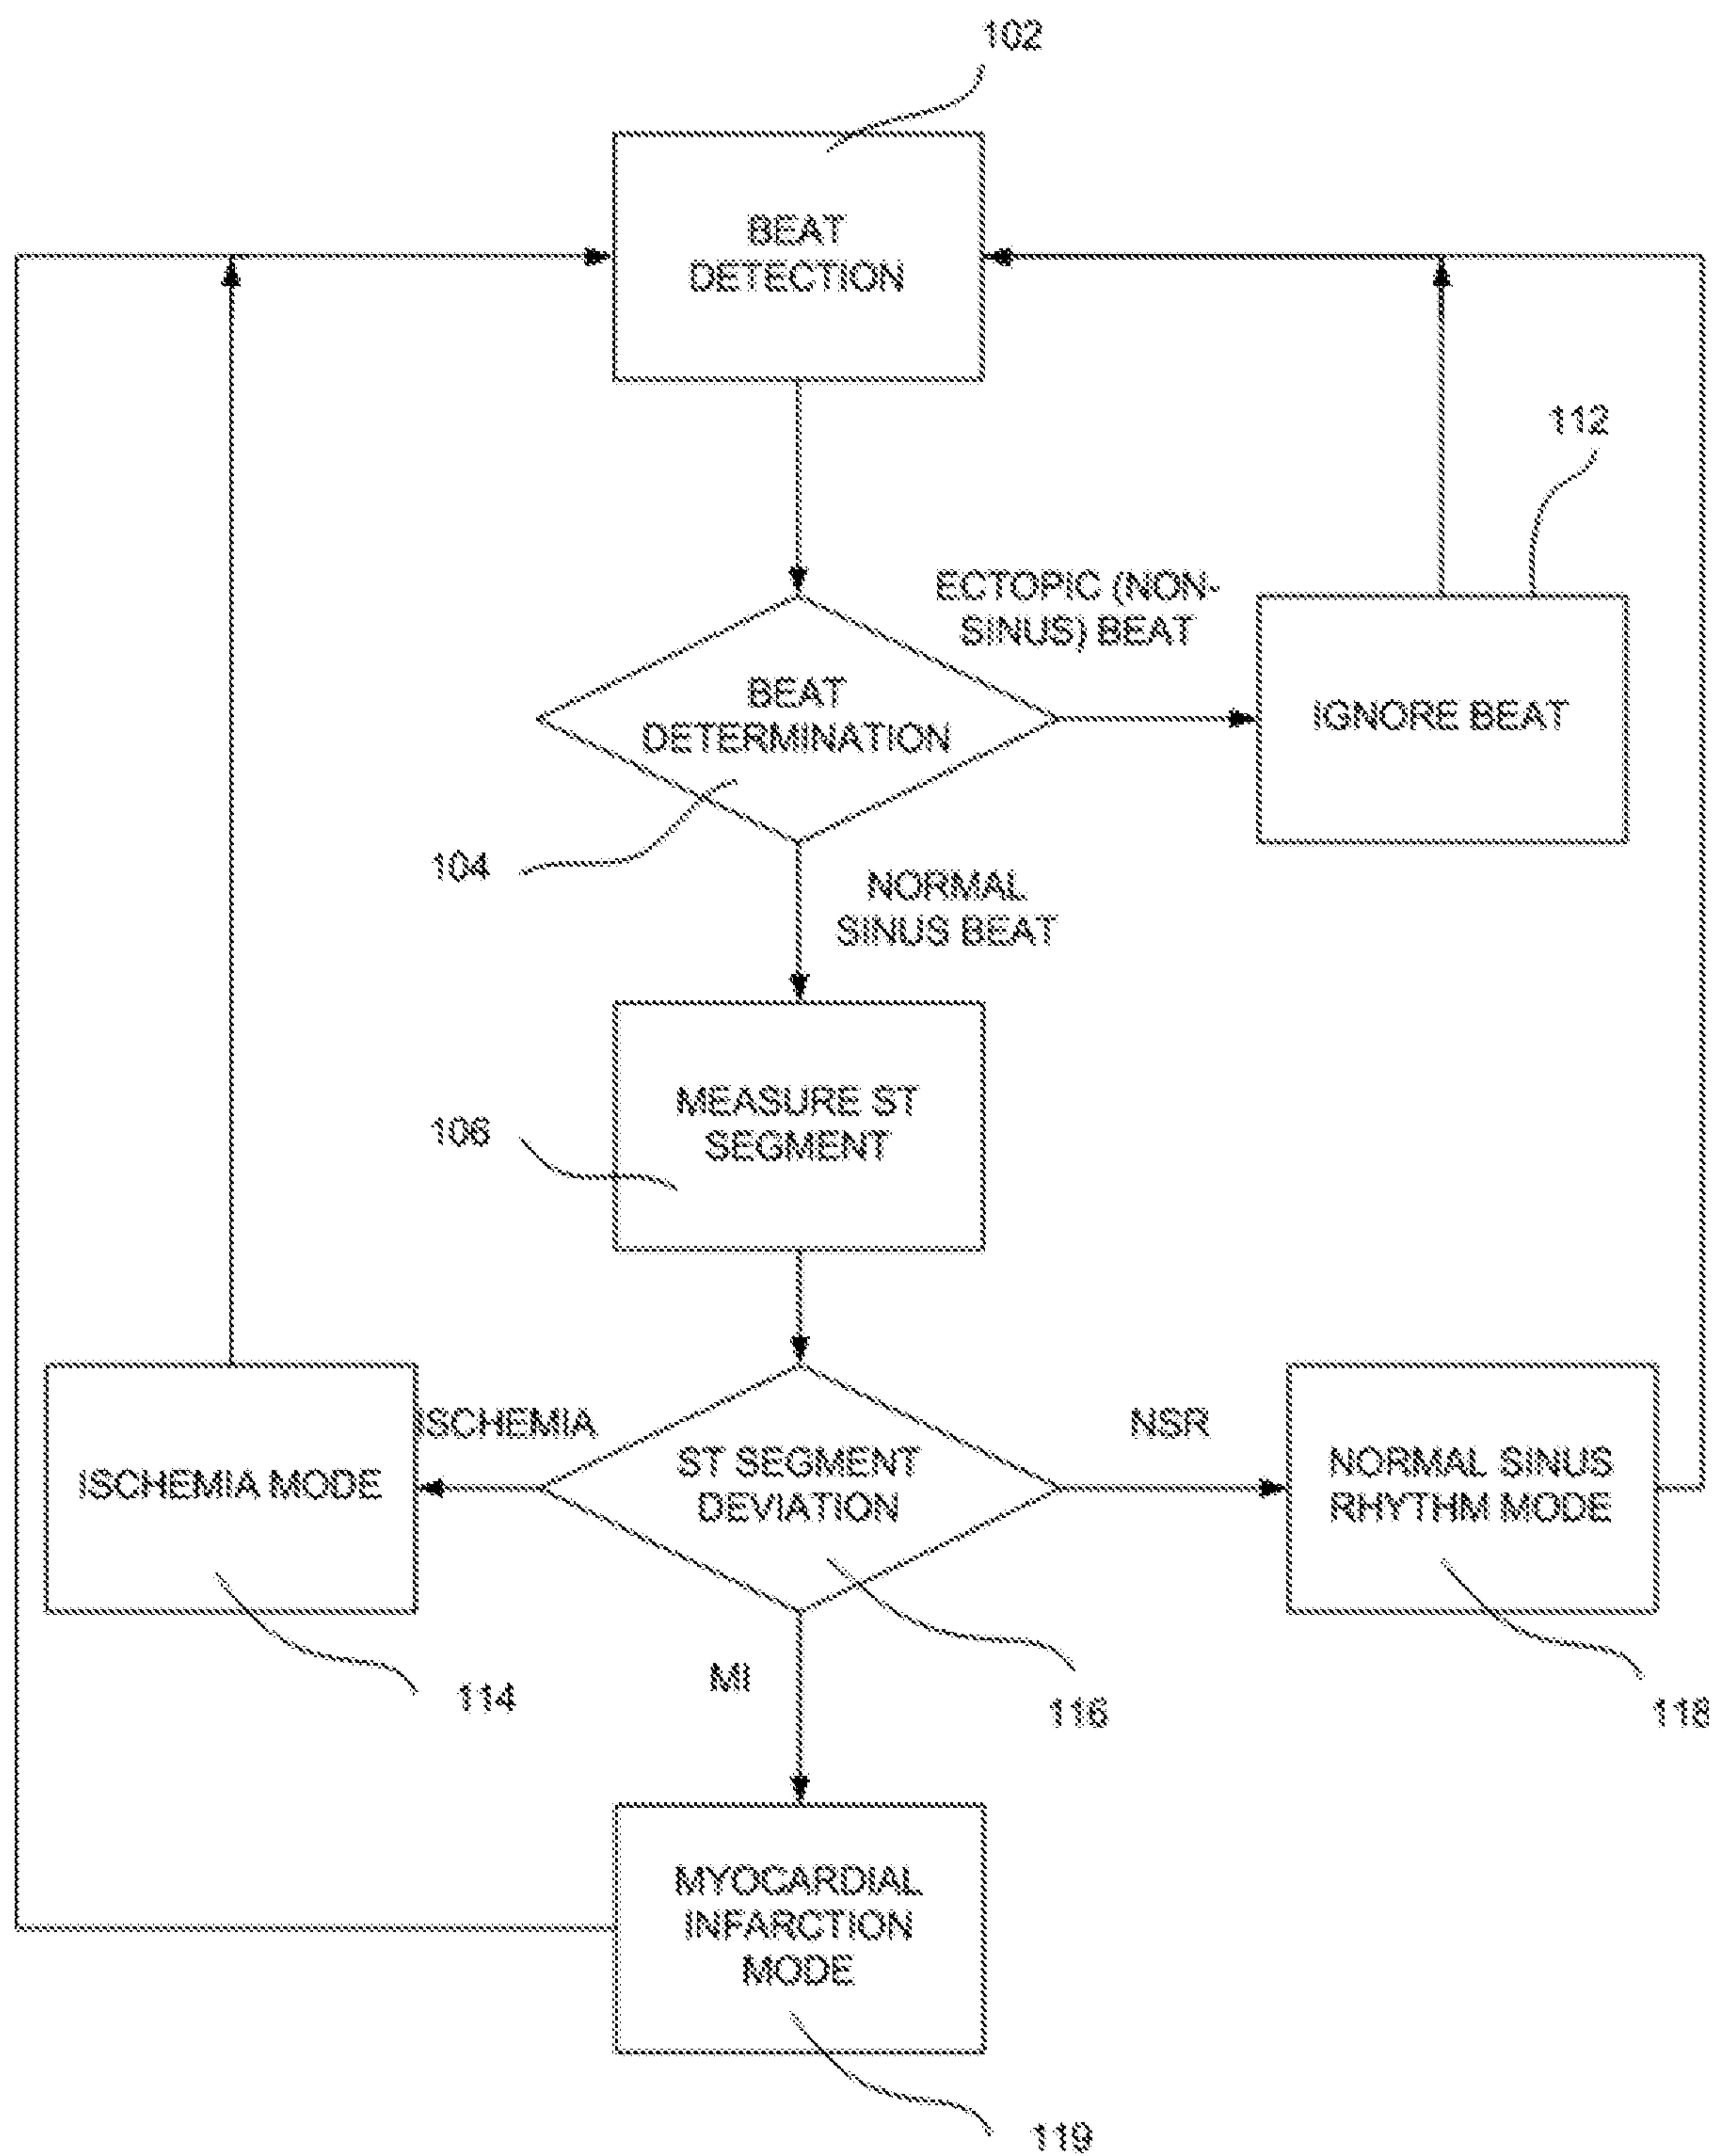 102
BEAT
DETECTION
112
ECTOPIC (NON-
SINUS) BEAT
BEAT
DETERMINATION
IGNORE BEAT
104
NORMAL
SINUS BEAT
MEASURE ST
SEGMENT
106
ISCHEMIA
NSR
ISCHEMIA MODE
ST SEGMENT
DEVIATION
NORMAL SINUS
RHYTHM MODE
MI
114
116
118
MYOCARDIAL
INFARCTION
MODE
119